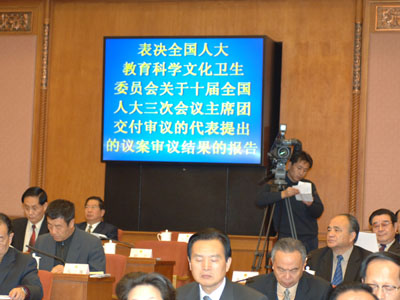 表决全国人大
教育科学文化卫生
委员会关于十届全国
人大三次会议主席团
交付审议的代表提出
的议案审议结果的报告